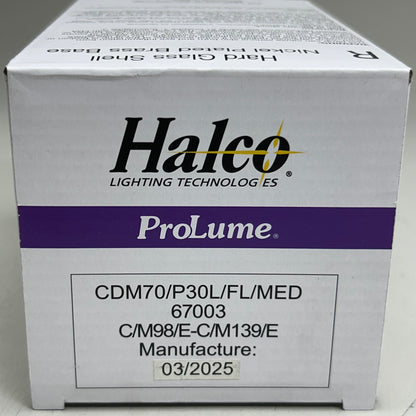 R
Nickel Plated Brass Base
Hard Glass Shell
Halco®
LIGHTING TECHNOLOGIES
ProLume®
CDM70/P30L/FL/MED
67003
C/M98/E-C/M139/E
Manufacture:
03/2025